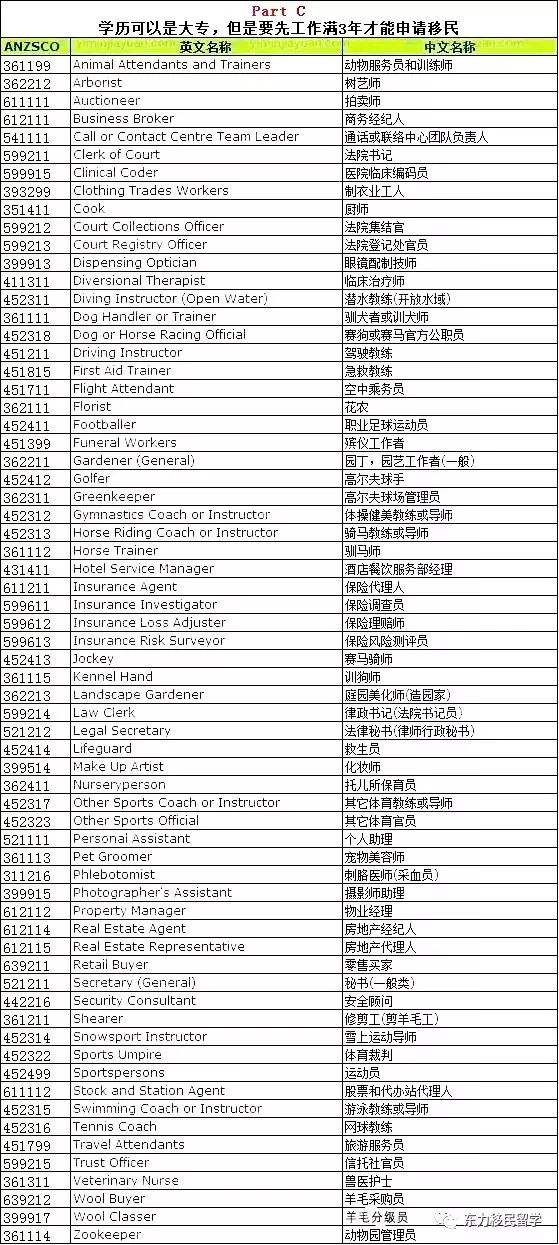 Part C
学历可以是大专，但是要先工作满3年才能申请移民
ANZSCO 英文名称 中文名称
361199 Animal Attendants and Trainers 动物服务员和训练师
362212 Arborist 树艺师
611111 Auctioneer 拍卖师
612111 Business Broker 商务经纪人
541111 Call or Contact Centre Team Leader 通话或联络中心团队负责人
599211 Clerk of Court 法院书记
599915 Clinical Coder 医院临床编码员
393299 Clothing Trades Workers 制衣业工人
351411 Cook 厨师
599212 Court Collections Officer 法院集结官
599213 Court Registry Officer 法院登记处官员
399913 Dispensing Optician 眼镜配制技师
411311 Diversional Therapist 临床治疗师
452311 Diving Instructor (Open Water) 潜水教练(开放水域)
361111 Dog Handler or Trainer 驯犬者或训犬师
452318 Dog or Horse Racing Official 赛狗或赛马官方公职员
451211 Driving Instructor 驾驶教练
451815 First Aid Trainer 急救教练
451711 Flight Attendant 空中乘务员
362111 Florist 花农
452411 Footballer 职业足球运动员
451399 Funeral Workers 殡仪工作者
362211 Gardener (General) 园丁，园艺工作者(一般)
452412 Golfer 高尔夫球手
362311 Greenkeeper 高尔夫球场管理员
452312 Gymnastics Coach or Instructor 体操健美教练或导师
452313 Horse Riding Coach or Instructor 骑马教练或导师
361112 Horse Trainer 驯马师
431411 Hotel Service Manager 酒店餐饮服务部经理
611211 Insurance Agent 保险代理人
599611 Insurance Investigator 保险调查员
599612 Insurance Loss Adjuster 保险理赔师
599613 Insurance Risk Surveyor 保险风险测评员
452413 Jockey 赛马骑师
361115 Kennel Hand 训狗师
362213 Landscape Gardener 庭园美化师(造园家)
599214 Law Clerk 律政书记(法院书记员)
521212 Legal Secretary 法律秘书(律师行政秘书)
452414 Lifeguard 救生员
399514 Make Up Artist 化妆师
362411 Nurseryperson 托儿所保育员
452317 Other Sports Coach or Instructor 其它体育教练或导师
452323 Other Sports Official 其它体育官员
521111 Personal Assistant 个人助理
361113 Pet Groomer 宠物美容师
311216 Phlebotomist 刺胳医师(采血员)
399915 Photographer's Assistant 摄影师助理
612112 Property Manager 物业经理
612114 Real Estate Agent 房地产经纪人
612115 Real Estate Representative 房地产代理人
639211 Retail Buyer 零售买家
521211 Secretary (General) 秘书(一般类)
442216 Security Consultant 安全顾问
361211 Shearer 修剪工(剪羊毛工)
452314 Snowsport Instructor 雪上运动导师
452322 Sports Umpire 体育裁判
452499 Sportspersons 运动员
611112 Stock and Station Agent 股票和代办站代理人
452315 Swimming Coach or Instructor 游泳教练或导师
452316 Tennis Coach 网球教练
451799 Travel Attendants 旅游服务员
599215 Trust Officer 信托社官员
361311 Veterinary Nurse 兽医护士
639212 Wool Buyer 羊毛采购员
399917 Wool Classer 羊毛分级员
361114 Zookeeper 动物园管理员
东力移民留学